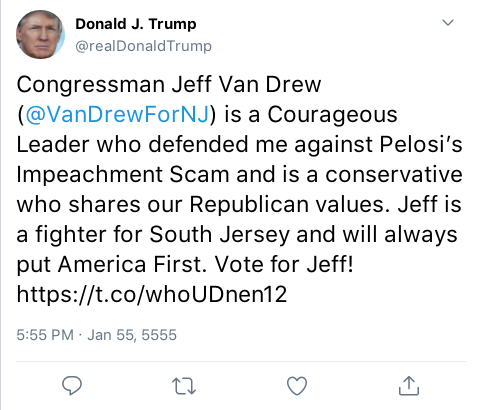 Donald J. Trump
@realDonaldTrump
Congressman Jeff Van Drew
(@VanDrewForNJ) is a Courageous
Leader who defended me against Pelosi’s
Impeachment Scam and is a conservative
who shares our Republican values. Jeff is
a fighter for South Jersey and will always
put America First. Vote for Jeff!
https://t.co/whoUDnen12
5:55 PM · Jan 55, 5555